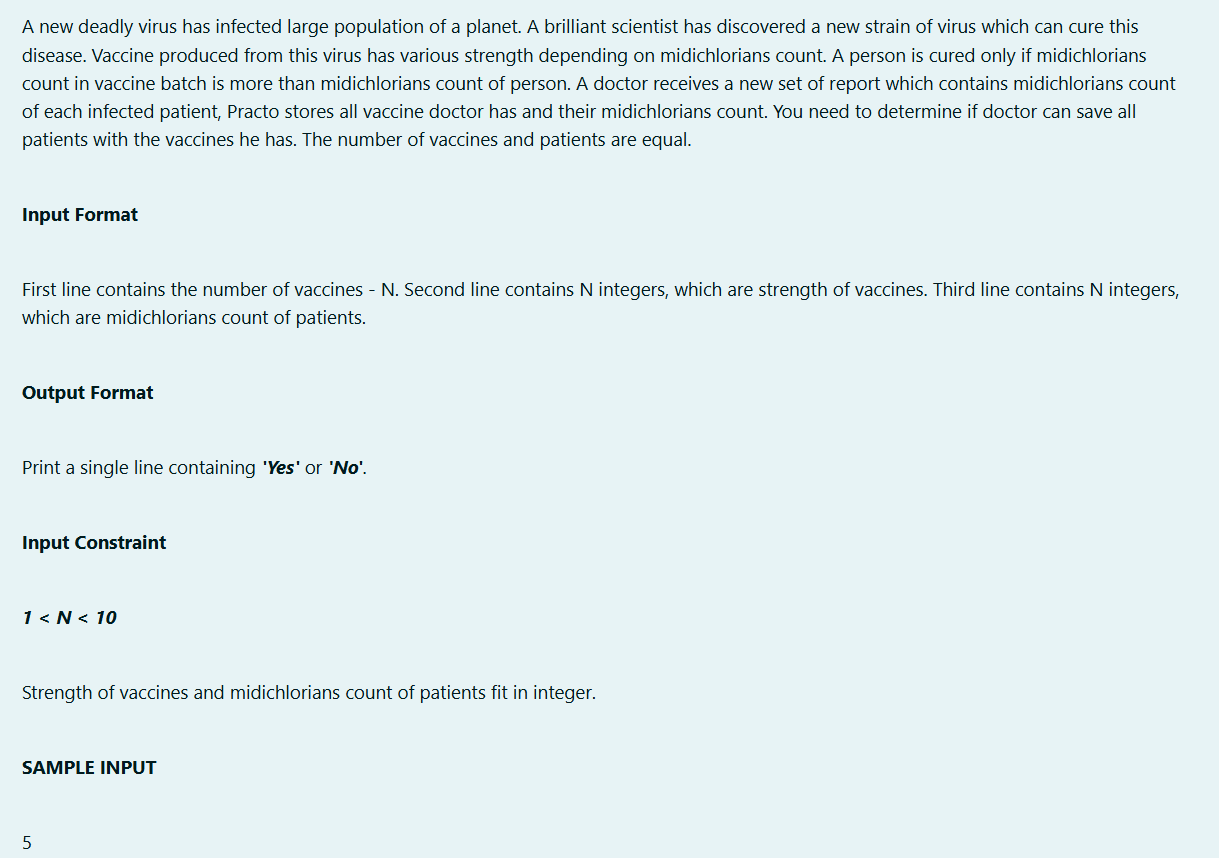 A new deadly virus has infected large population of a planet. A brilliant scientist has discovered a new strain of virus which can cure this
disease. Vaccine produced from this virus has various strength depending on midichlorians count. A person is cured only if midichlorians
count in vaccine batch is more than midichlorians count of person. A doctor receives a new set of report which contains midichlorians count
of each infected patient, Practo stores all vaccine doctor has and their midichlorians count. You need to determine if doctor can save all
patients with the vaccines he has. The number of vaccines and patients are equal.
Input Format
First line contains the number of vaccines - N. Second line contains N integers, which are strength of vaccines. Third line contains N integers,
which are midichlorians count of patients.
Output Format
Print a single line containing 'Yes' or 'No'.
Input Constraint
1 < N < 10
Strength of vaccines and midichlorians count of patients fit in integer.
SAMPLE INPUT
5